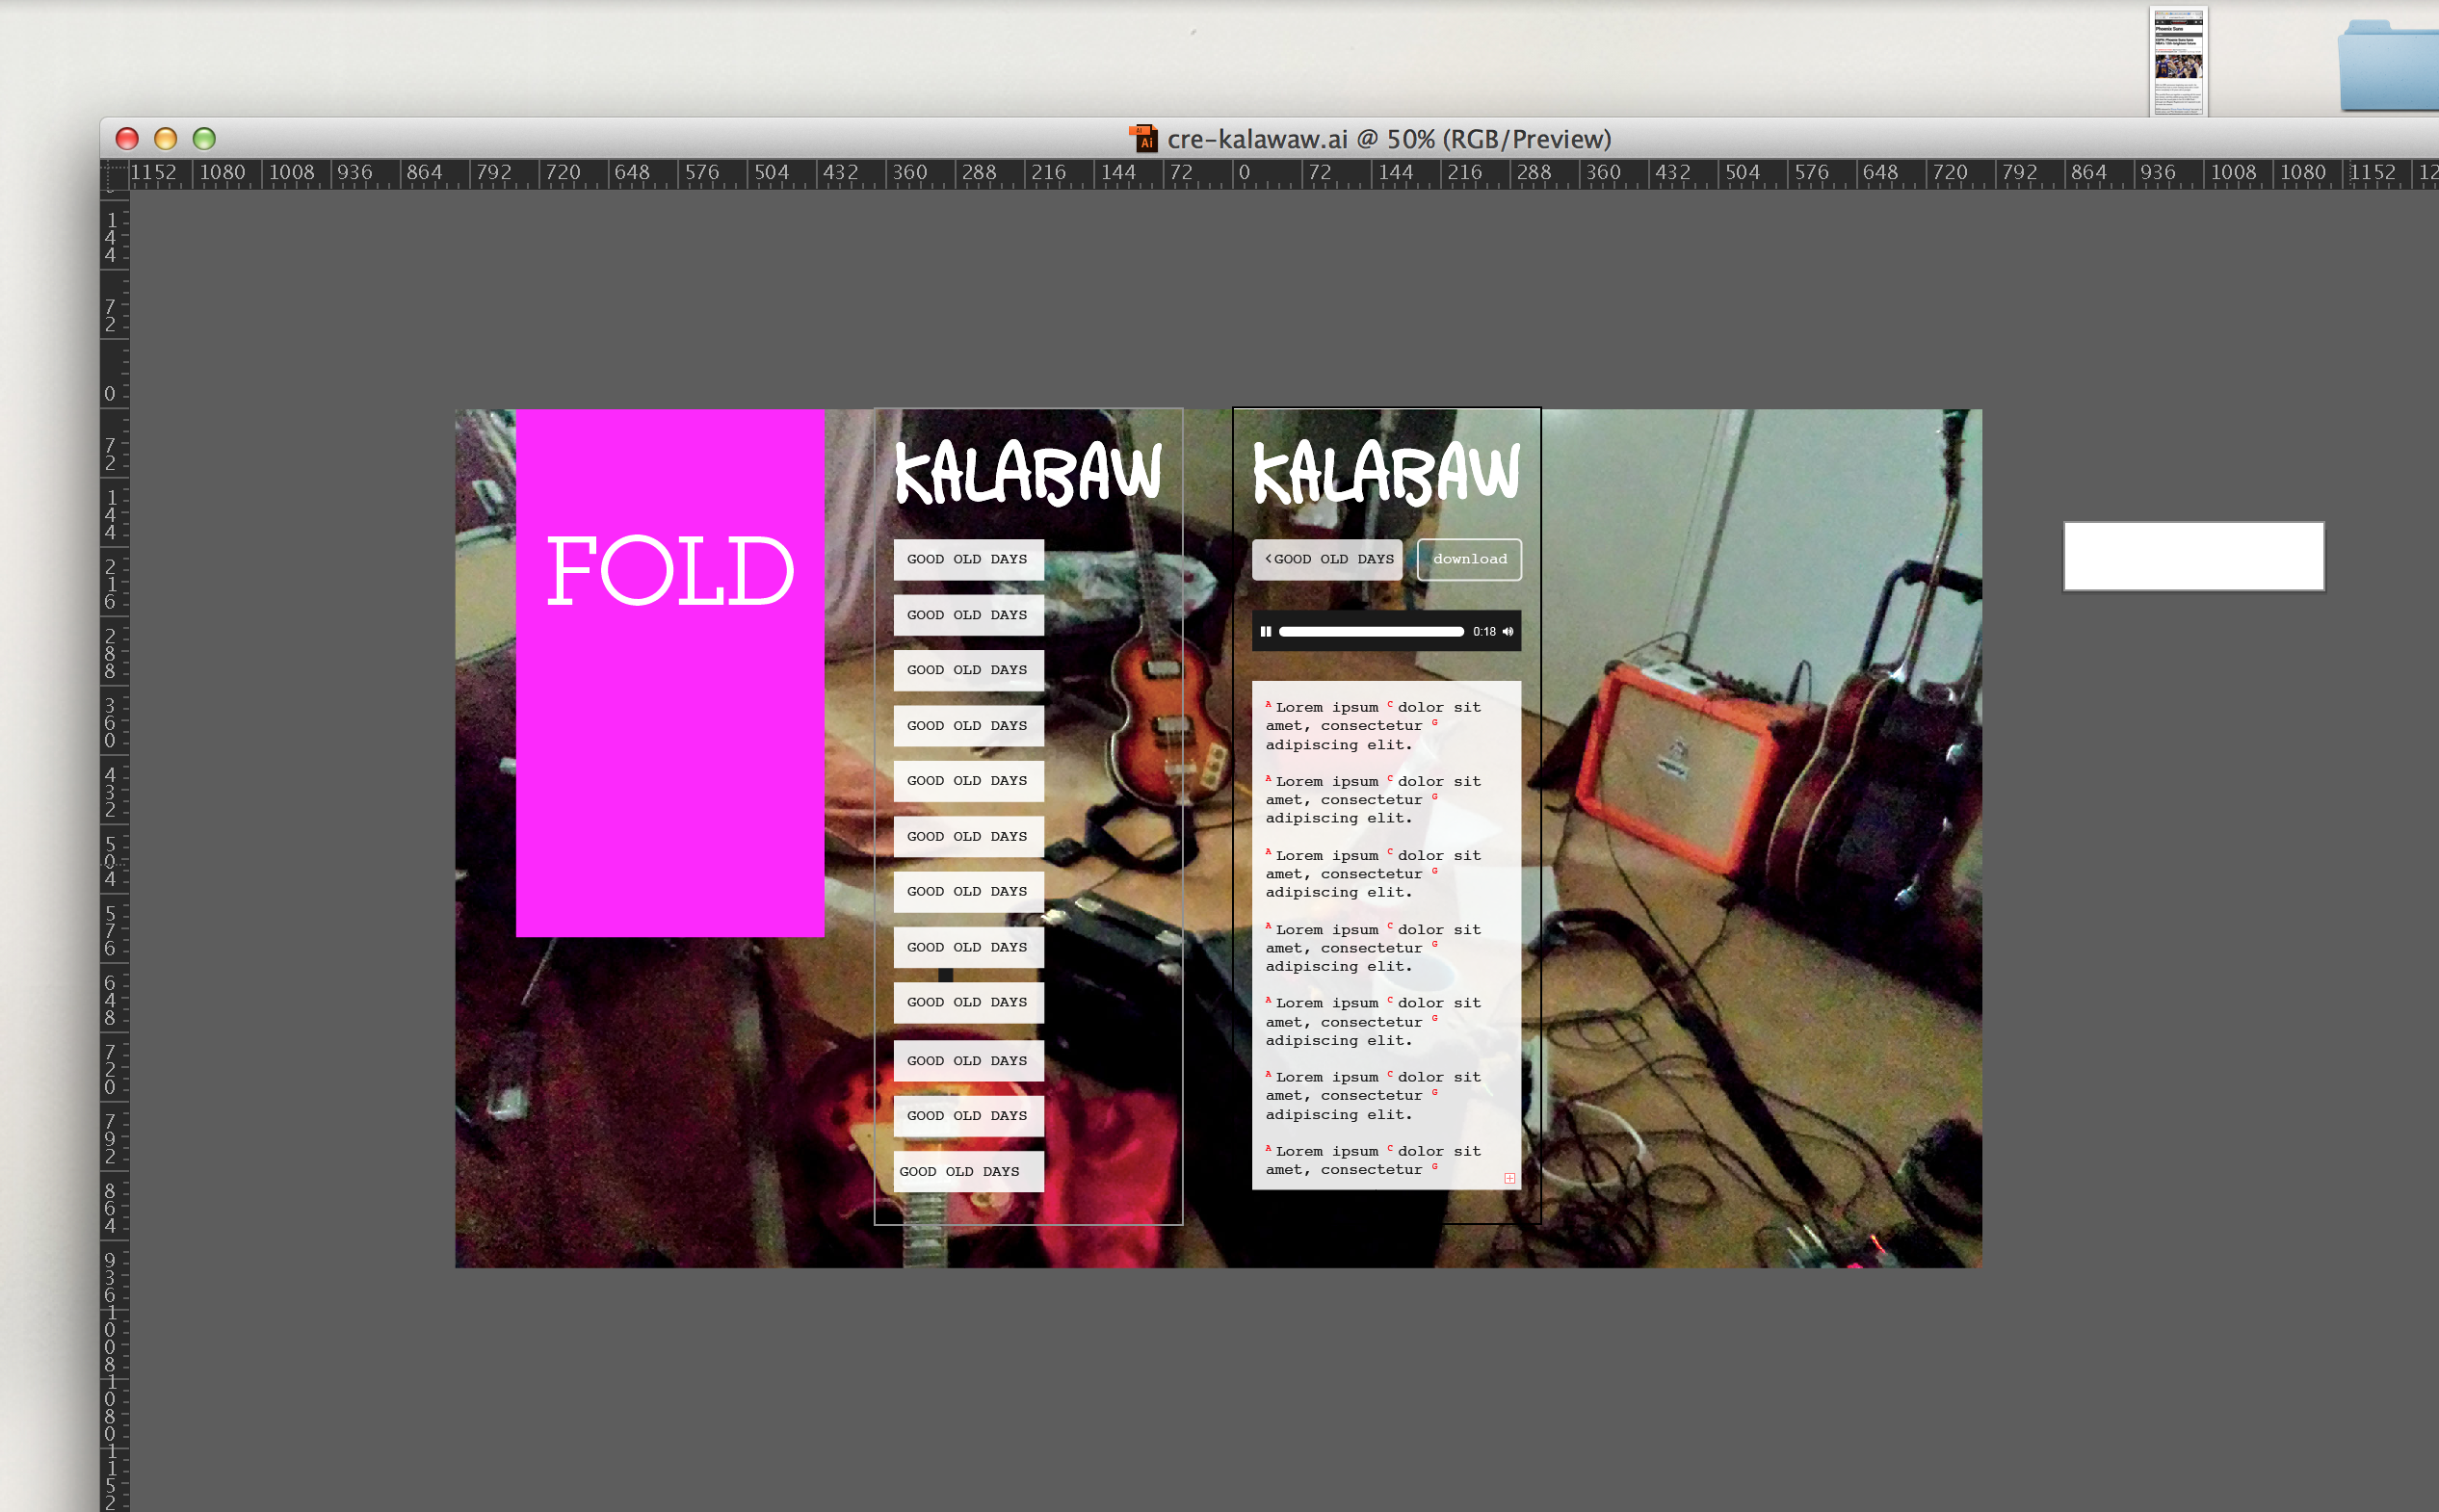 Phoenix Suns
Ai
cre-kalawaw.ai @ 50% (RGB/Preview)
1152 1080 1008 936 864 792 720 648 576 504 432 360 288 216 144 72 0 72 144 216 288 360 432 504 576 648 720 792 864 936 1008 1080 1152 12
144
72
0
72
144
216
288
360
432
504
576
648
720
792
864
936
1008
1080
1152
FOLD
KALABAW
GOOD OLD DAYS
GOOD OLD DAYS
GOOD OLD DAYS
GOOD OLD DAYS
GOOD OLD DAYS
GOOD OLD DAYS
GOOD OLD DAYS
GOOD OLD DAYS
GOOD OLD DAYS
GOOD OLD DAYS
GOOD OLD DAYS
GOOD OLD DAYS
KALABAW
<GOOD OLD DAYS
download
0:18
A Lorem ipsum C dolor sit
amet, consectetur G
adipiscing elit.
A Lorem ipsum C dolor sit
amet, consectetur G
adipiscing elit.
A Lorem ipsum C dolor sit
amet, consectetur G
adipiscing elit.
A Lorem ipsum C dolor sit
amet, consectetur G
adipiscing elit.
A Lorem ipsum C dolor sit
amet, consectetur G
adipiscing elit.
A Lorem ipsum C dolor sit
amet, consectetur G
adipiscing elit.
A Lorem ipsum C dolor sit
amet, consectetur G